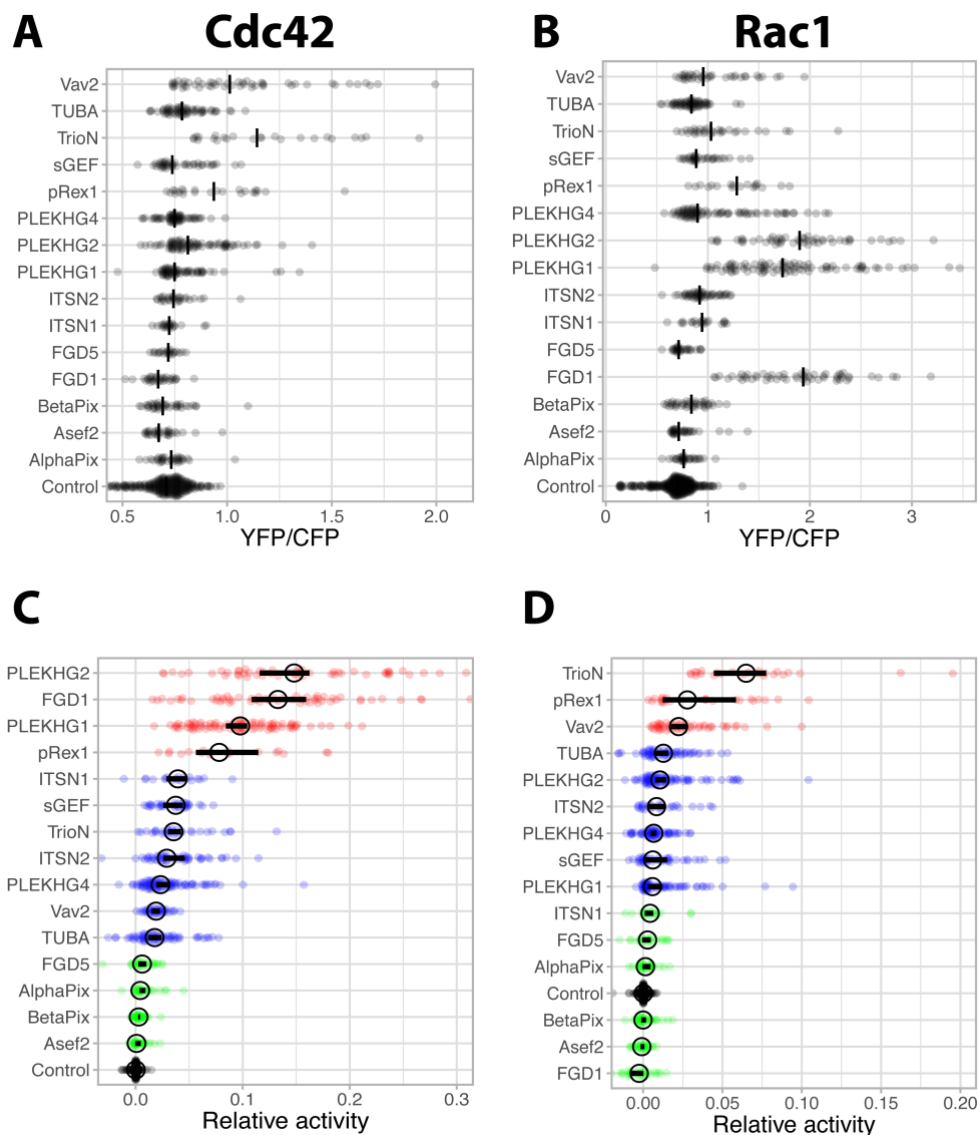 A Cdc42
Vav2
TUBA
TrioN
sGEF
pRex1
PLEKHG4
PLEKHG2
PLEKHG1
ITSN2
ITSN1
FGD5
FGD1
BetaPix
Asef2
AlphaPix
Control
0.5 1.0 1.5 2.0
YFP/CFP
B Rac1
Vav2
TUBA
TrioN
sGEF
pRex1
PLEKHG4
PLEKHG2
PLEKHG1
ITSN2
ITSN1
FGD5
FGD1
BetaPix
Asef2
AlphaPix
Control
0 1 2 3
YFP/CFP
C
PLEKHG2
FGD1
PLEKHG1
pRex1
ITSN1
sGEF
TrioN
ITSN2
PLEKHG4
Vav2
TUBA
FGD5
AlphaPix
BetaPix
Asef2
Control
0.0 0.1 0.2 0.3
Relative activity
D
TrioN
pRex1
Vav2
TUBA
PLEKHG2
ITSN2
PLEKHG4
sGEF
PLEKHG1
ITSN1
FGD5
AlphaPix
Control
BetaPix
Asef2
FGD1
0.00 0.05 0.10 0.15 0.20
Relative activity